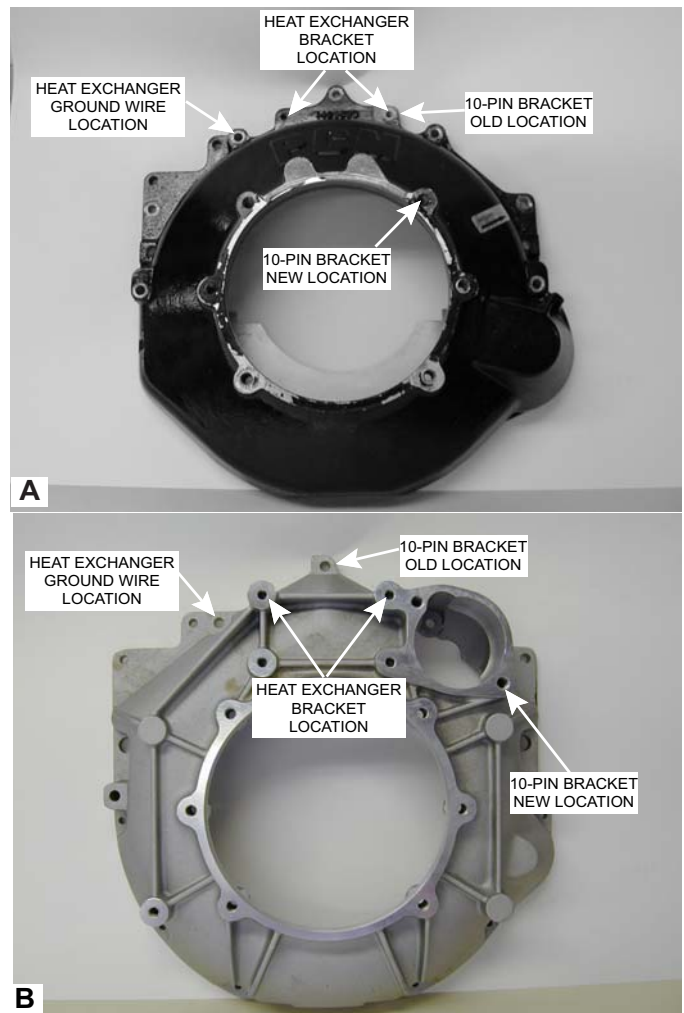 HEAT EXCHANGER
BRACKET
LOCATION
HEAT EXCHANGER
GROUND WIRE
LOCATION
10-PIN BRACKET
OLD LOCATION
10-PIN BRACKET
NEW LOCATION
A
HEAT EXCHANGER
GROUND WIRE
LOCATION
10-PIN BRACKET
OLD LOCATION
HEAT EXCHANGER
BRACKET
LOCATION
10-PIN BRACKET
NEW LOCATION
B